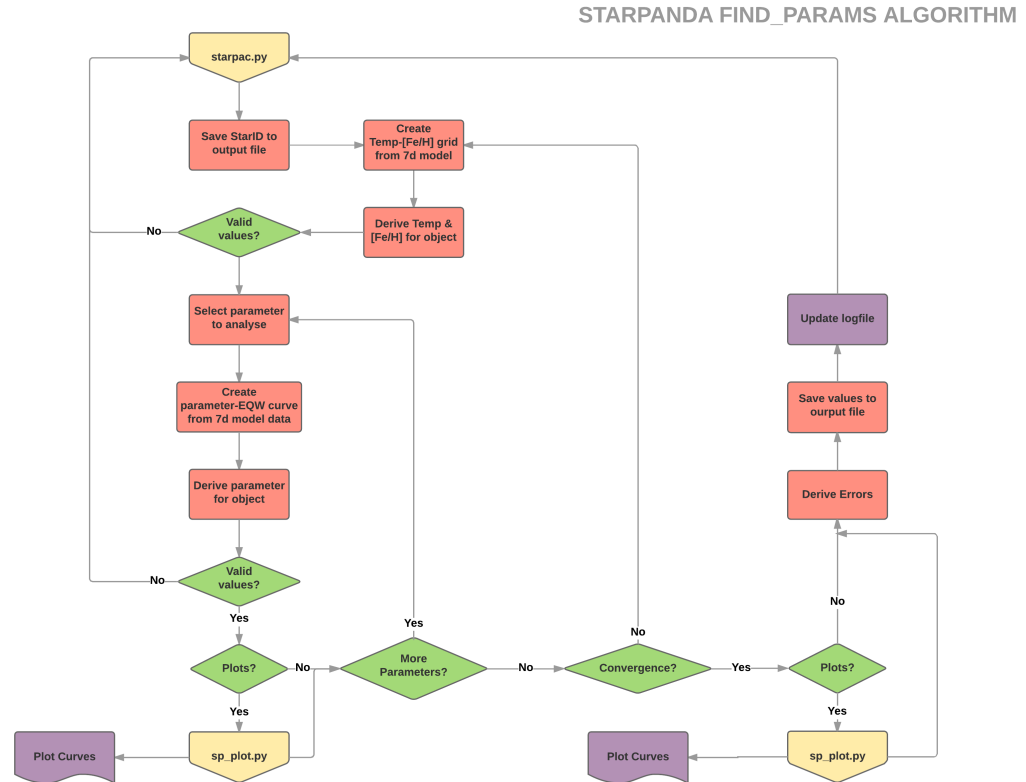 STARPANDA FIND_PARAMS ALGORITHM
starpac.py
Save StarID to
output file
Create
Temp-[Fe/H] grid
from 7d model
Derive Temp &
[Fe/H] for object
Valid
values?
No
Select parameter
to analyse
Create
parameter-EQW curve
from 7d model data
Derive parameter
for object
Valid
values?
No
Yes
Plots?
No
Yes
sp_plot.py
Plot Curves
More
Parameters?
Yes
No
Convergence?
No
Yes
Plots?
No
Yes
sp_plot.py
Plot Curves
Derive Errors
Save values to
ourput file
Update logfile